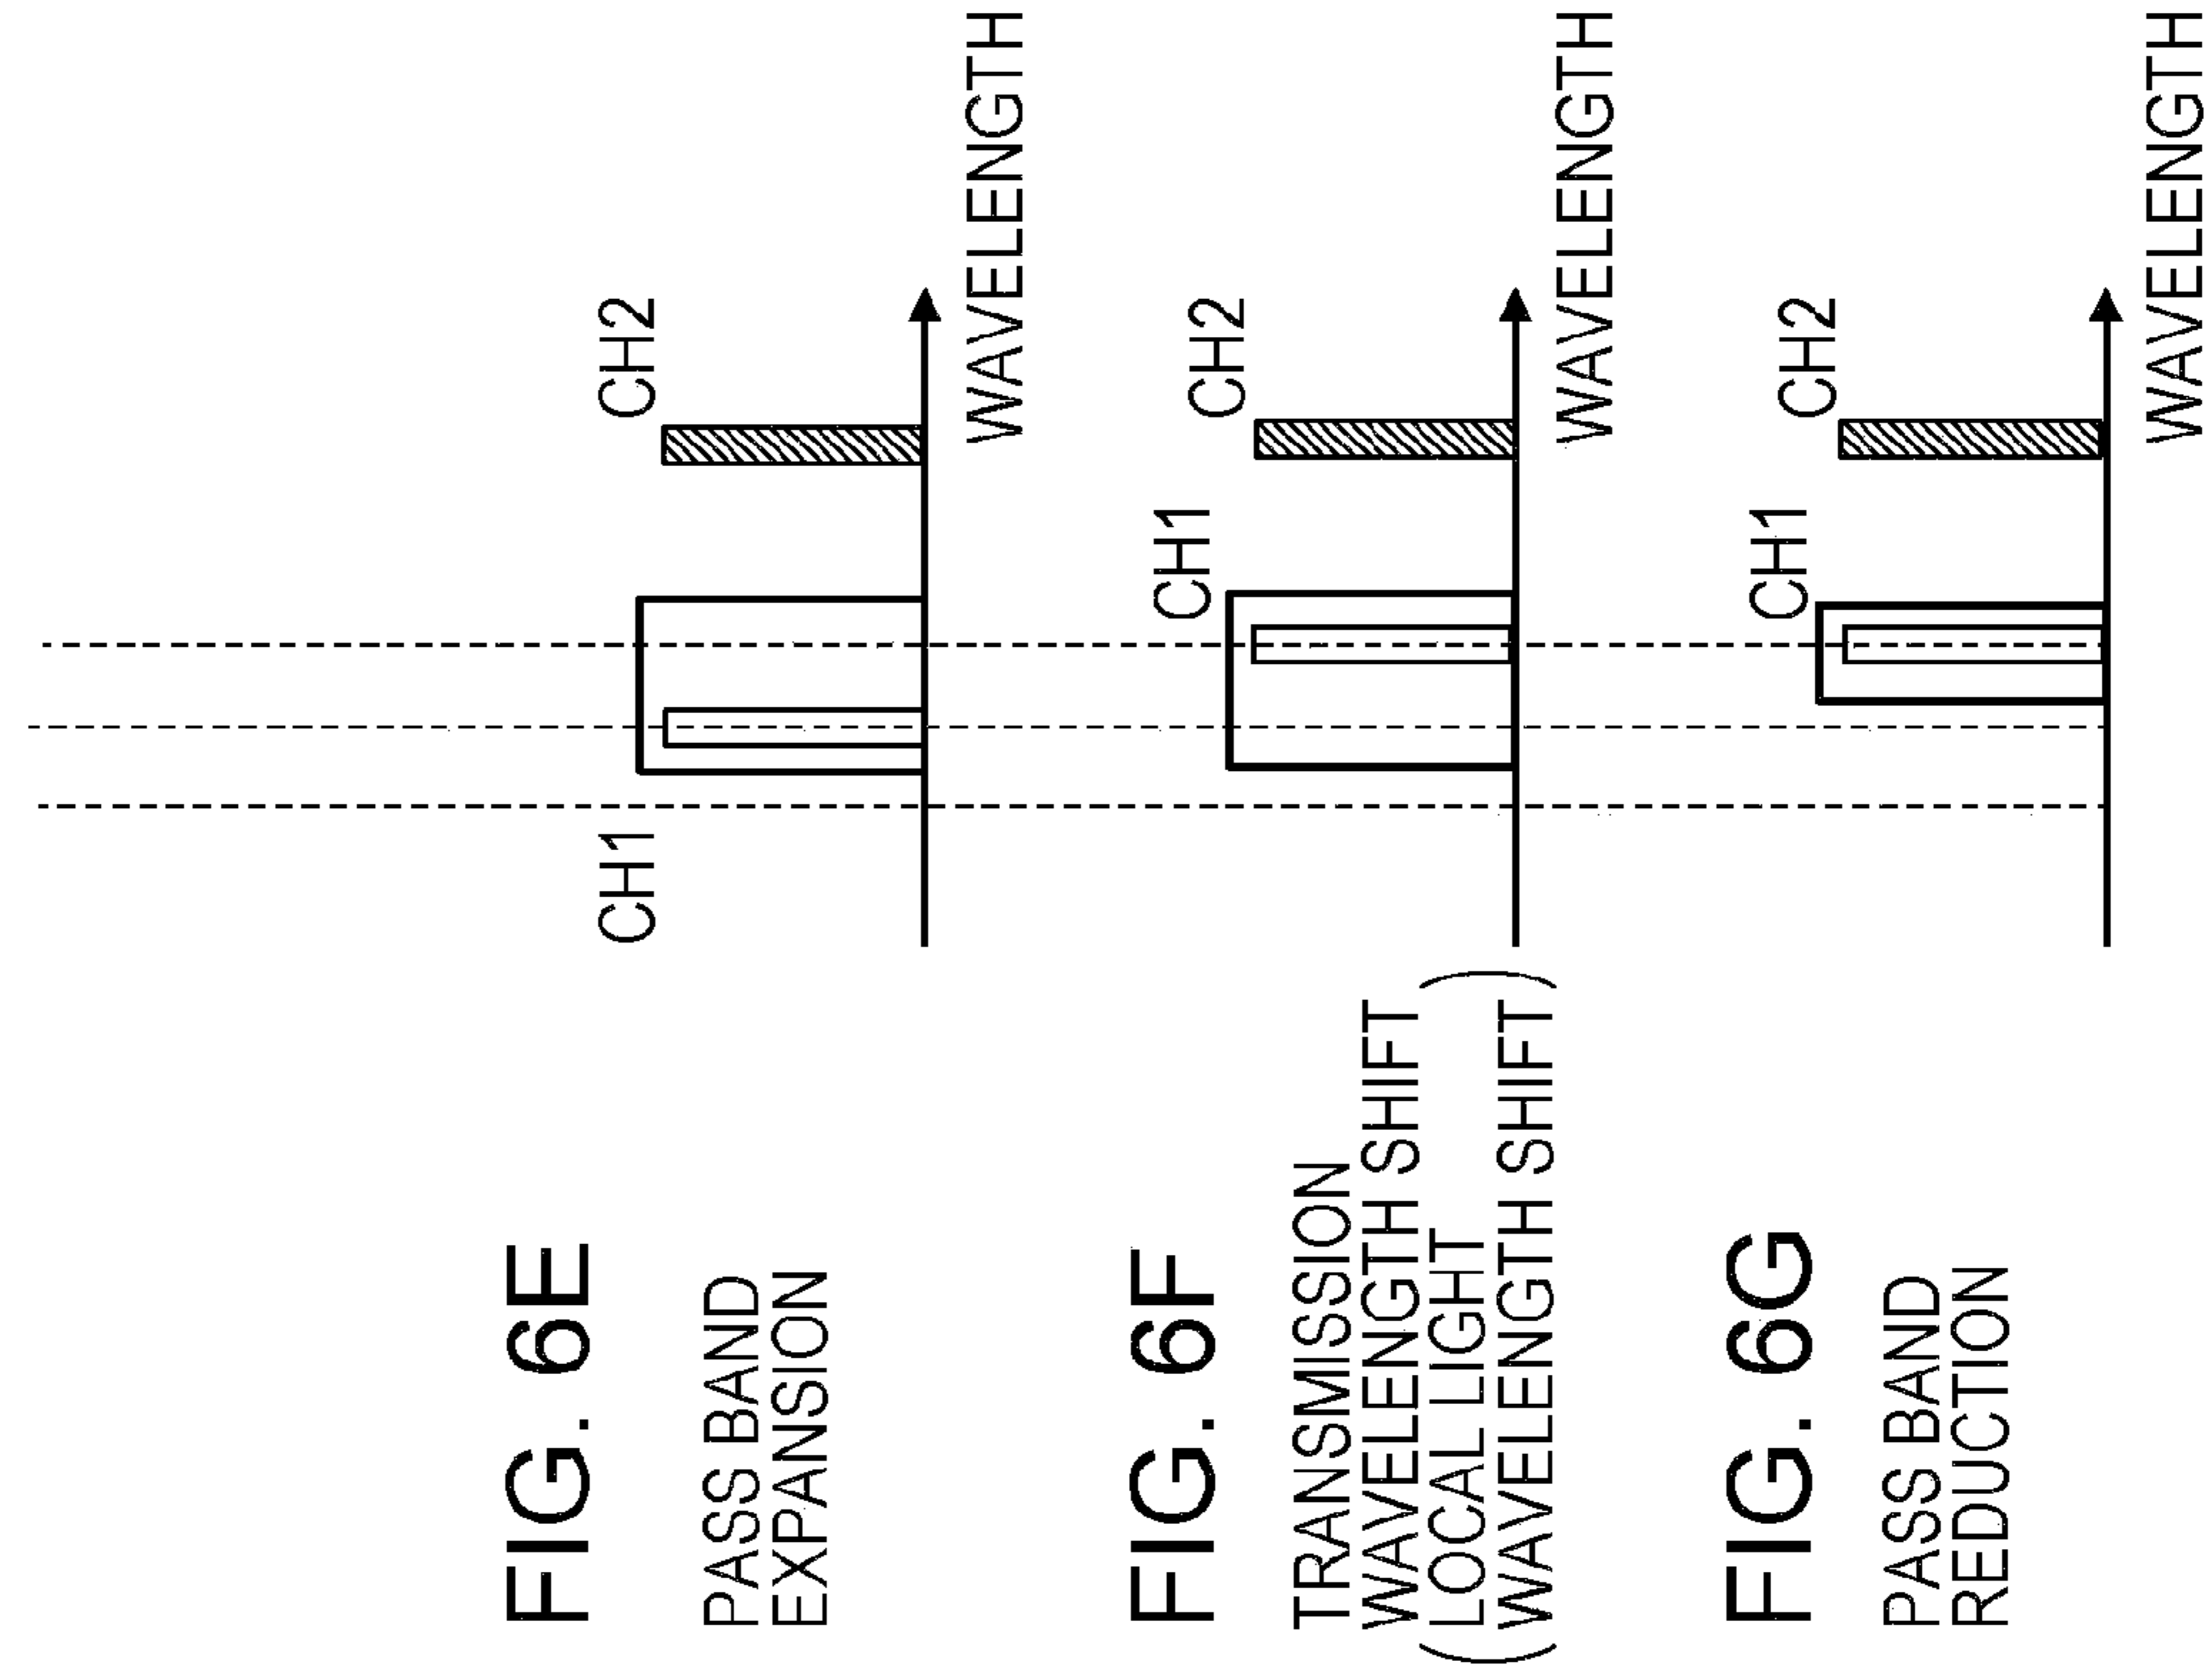 FIG. 6E
PASS BAND
EXPANSION
CH1
CH2
WAVELENGTH
FIG. 6F
TRANSMISSION
WAVELENGTH SHIFT
(LOCAL LIGHT
WAVELENGTH SHIFT)
CH1
CH2
WAVELENGTH
FIG. 6G
PASS BAND
REDUCTION
CH1
CH2
WAVELENGTH